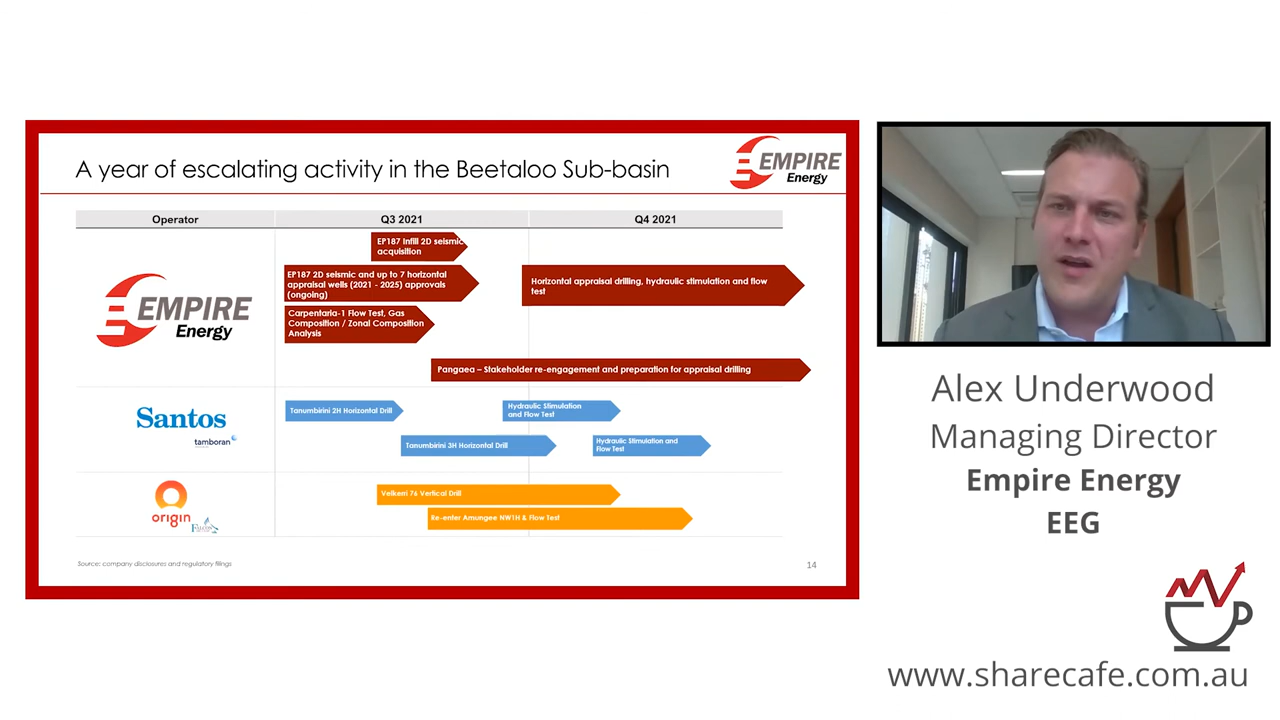 A year of escalating activity in the Beetaloo Sub-basin
EMPIRE
Energy
Operator
Q3 2021
Q4 2021
EMPIRE
Energy
EP187 Infill 2D seismic
acquisition
EP187 2D seismic and up to 7 horizontal
appraisal wells (2021 - 2025) approvals
(ongoing)
Horizontal appraisal drilling, hydraulic stimulation and flow
test
Carpentaria-1 Flow Test, Gas
Composition / Zonal Composition
Analysis
Pangaea – Stakeholder re-engagement and preparation for appraisal drilling
Santos
tamboran
Tanumbirini 2H Horizontal Drill
Hydraulic Stimulation
and Flow Test
Tanumbirini 3H Horizontal Drill
Hydraulic Stimulation and
Flow Test
origin
FALCON
Velkerri 76 Vertical Drill
Re-enter Amungee NW1H & Flow Test
Source: company disclosures and regulatory filings
14
Alex Underwood
Managing Director
Empire Energy
EEG
www.sharecafe.com.au